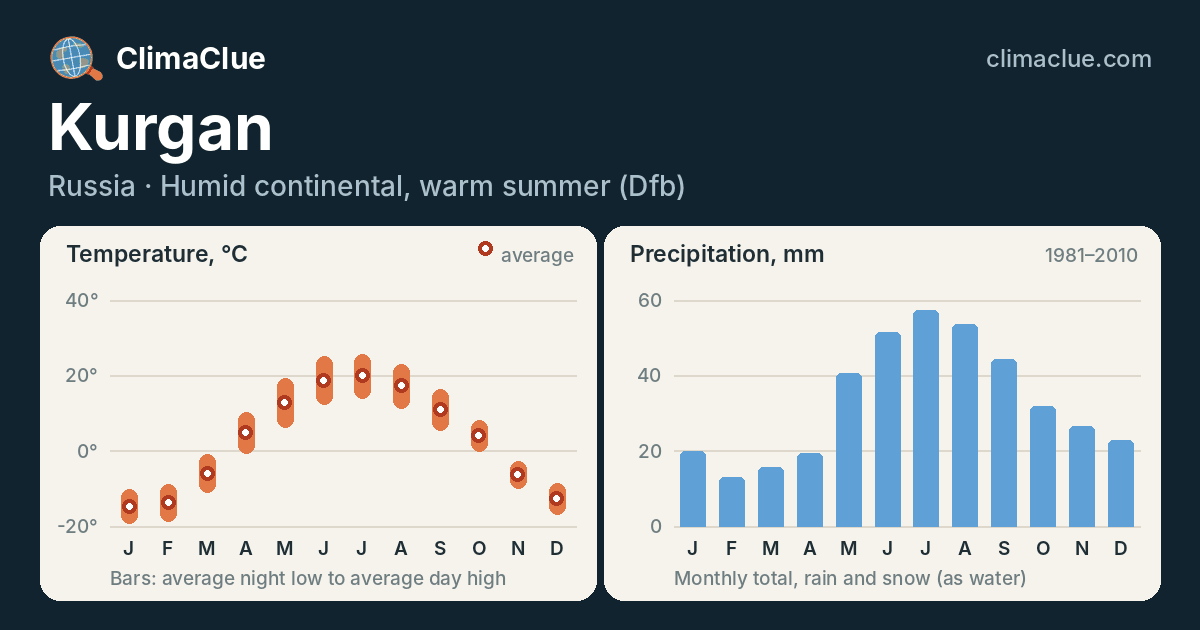 ClimaClue
climaclue.com
Kurgan
Russia · Humid continental, warm summer (Dfb)
Temperature, °C
average
40°
20°
0°
-20°
J F M A M J J A S O N D
Bars: average night low to average day high
Precipitation, mm
1981–2010
60
40
20
0
J F M A M J J A S O N D
Monthly total, rain and snow (as water)